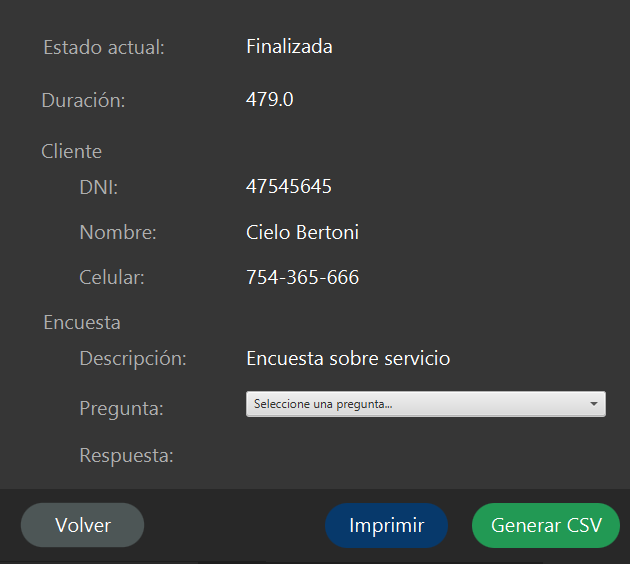 Estado actual: Finalizada
Duración: 479.0
Cliente
DNI: 47545645
Nombre: Cielo Bertoni
Celular: 754-365-666
Encuesta
Descripción: Encuesta sobre servicio
Pregunta: Seleccione una pregunta...
Respuesta:
Volver Imprimir Generar CSV